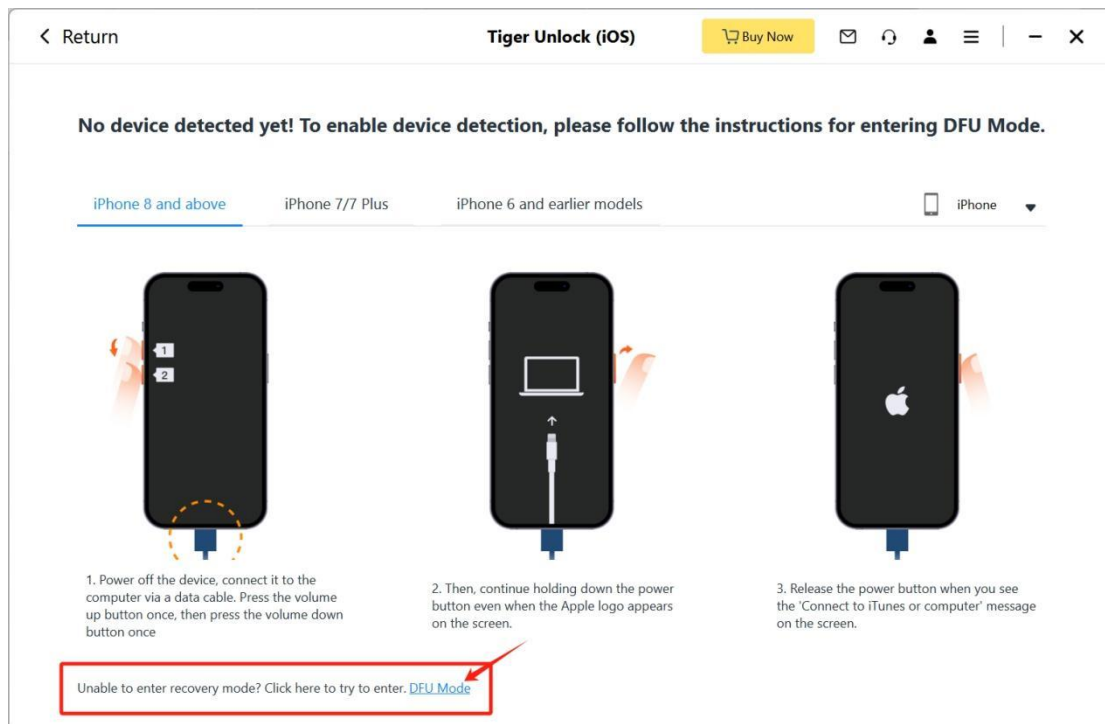 Return
Tiger Unlock (iOS)
Buy Now
No device detected yet! To enable device detection, please follow the instructions for entering DFU Mode.
iPhone 8 and above
iPhone 7/7 Plus
iPhone 6 and earlier models
iPhone
1
2
1. Power off the device, connect it to the
computer via a data cable. Press the volume
up button once, then press the volume down
button once
2. Then, continue holding down the power
button even when the Apple logo appears
on the screen.
3. Release the power button when you see
the 'Connect to iTunes or computer' message
on the screen.
Unable to enter recovery mode? Click here to try to enter. DFU Mode